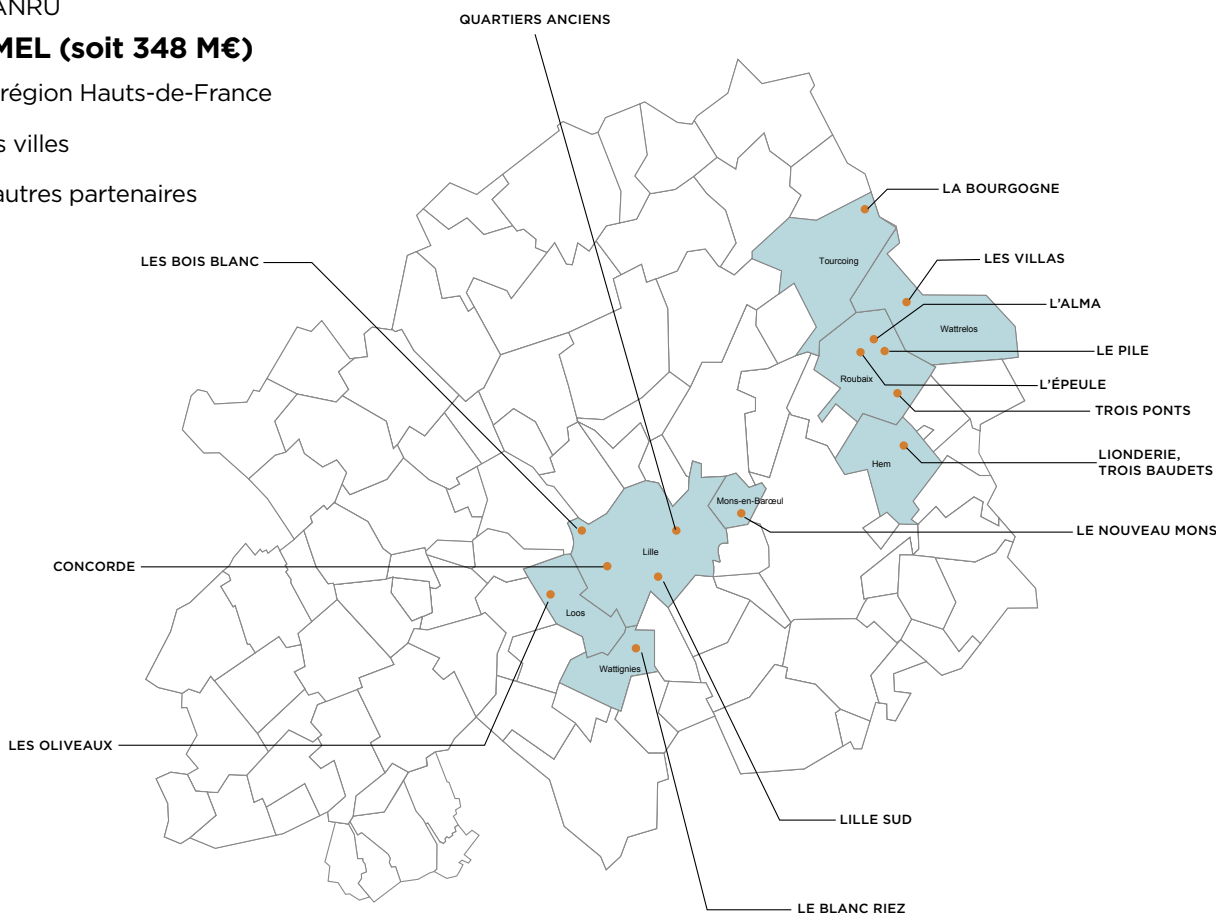 ANRU
MEL (soit 348 M€)
région Hauts-de-France
s villes
autres partenaires
QUARTIERS ANCIENS
LA BOURGOGNE
LES BOIS BLANC
LES VILLAS
Tourcoing
L’ALMA
Wattrelos
LE PILE
Roubaix
L’ÉPEULE
TROIS PONTS
LIONDERIE,
TROIS BAUDETS
Hem
Mons-en-Barœul
LE NOUVEAU MONS
Lille
CONCORDE
Loos
Wattignies
LES OLIVEAUX
LILLE SUD
LE BLANC RIEZ